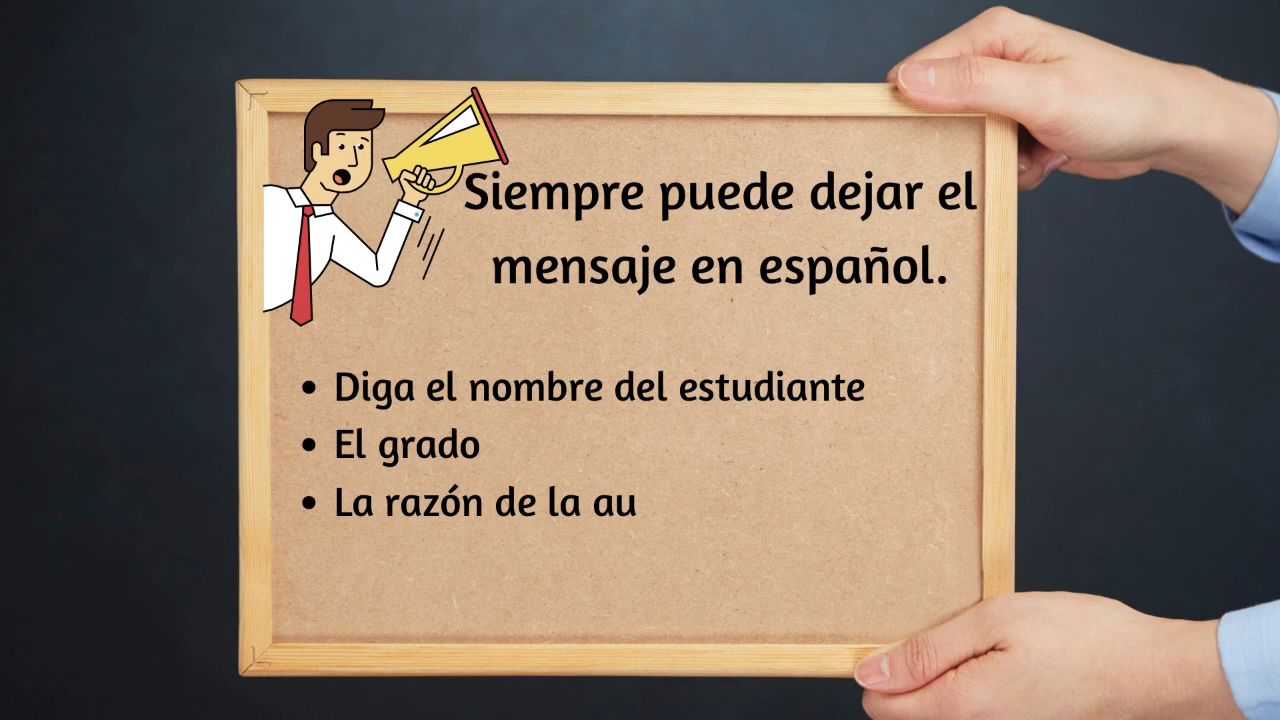 Siempre puede dejar el
mensaje en español.
• Diga el nombre del estudiante
• El grado
• La razón de la au